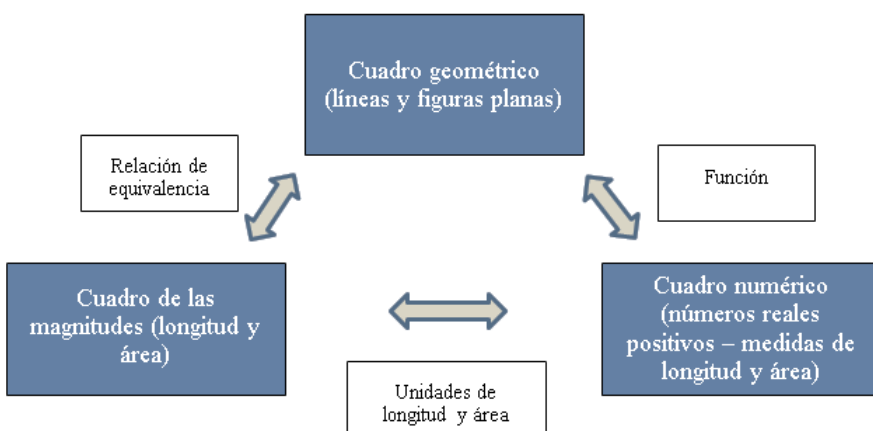 Cuadro geométrico
(líneas y figuras planas)
Relación de
equivalencia
Función
Cuadro de las
magnitudes (longitud y
área)
Cuadro numérico
(números reales
positivos – medidas de
longitud y área)
Unidades de
longitud y área